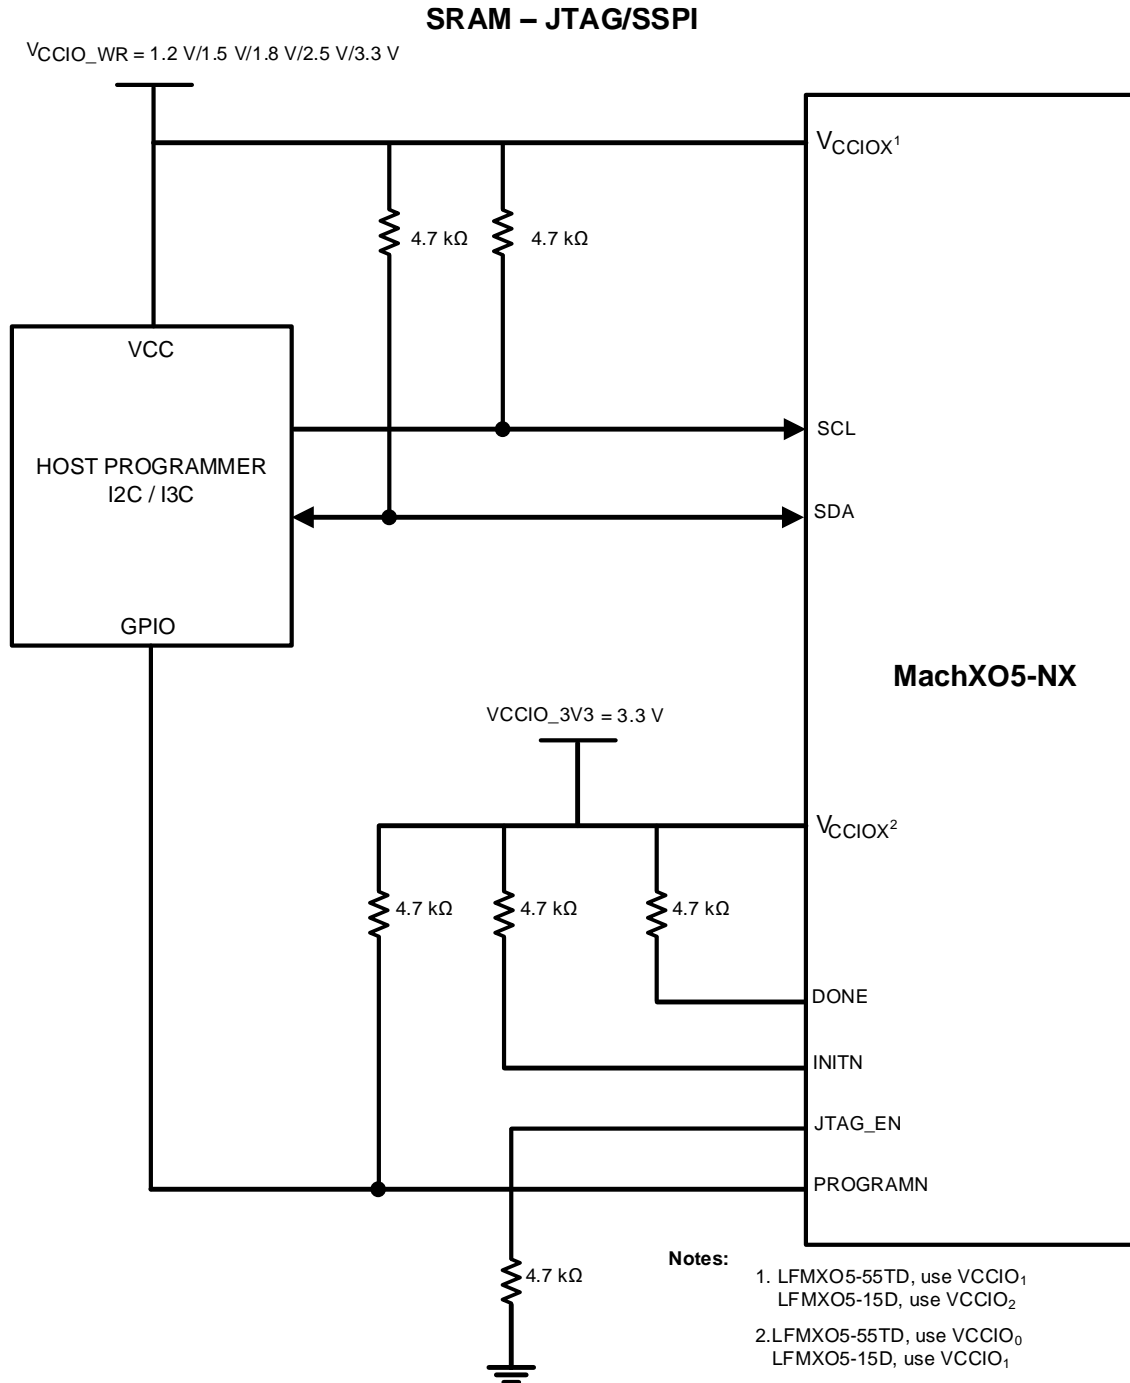 SRAM – JTAG/SSPI
VCCIO_WR = 1.2 V/1.5 V/1.8 V/2.5 V/3.3 V
VCCIOX1
4.7 kΩ
4.7 kΩ
VCC
HOST PROGRAMMER
I2C / I3C
GPIO
SCL
SDA
MachXO5-NX
VCCIO_3V3 = 3.3 V
VCCIOX2
4.7 kΩ
4.7 kΩ
4.7 kΩ
DONE
INITN
JTAG_EN
PROGRAMN
4.7 kΩ
Notes:
1. LFMXO5-55TD, use VCCIO1
LFMXO5-15D, use VCCIO2
2.LFMXO5-55TD, use VCCIO0
LFMXO5-15D, use VCCIO1